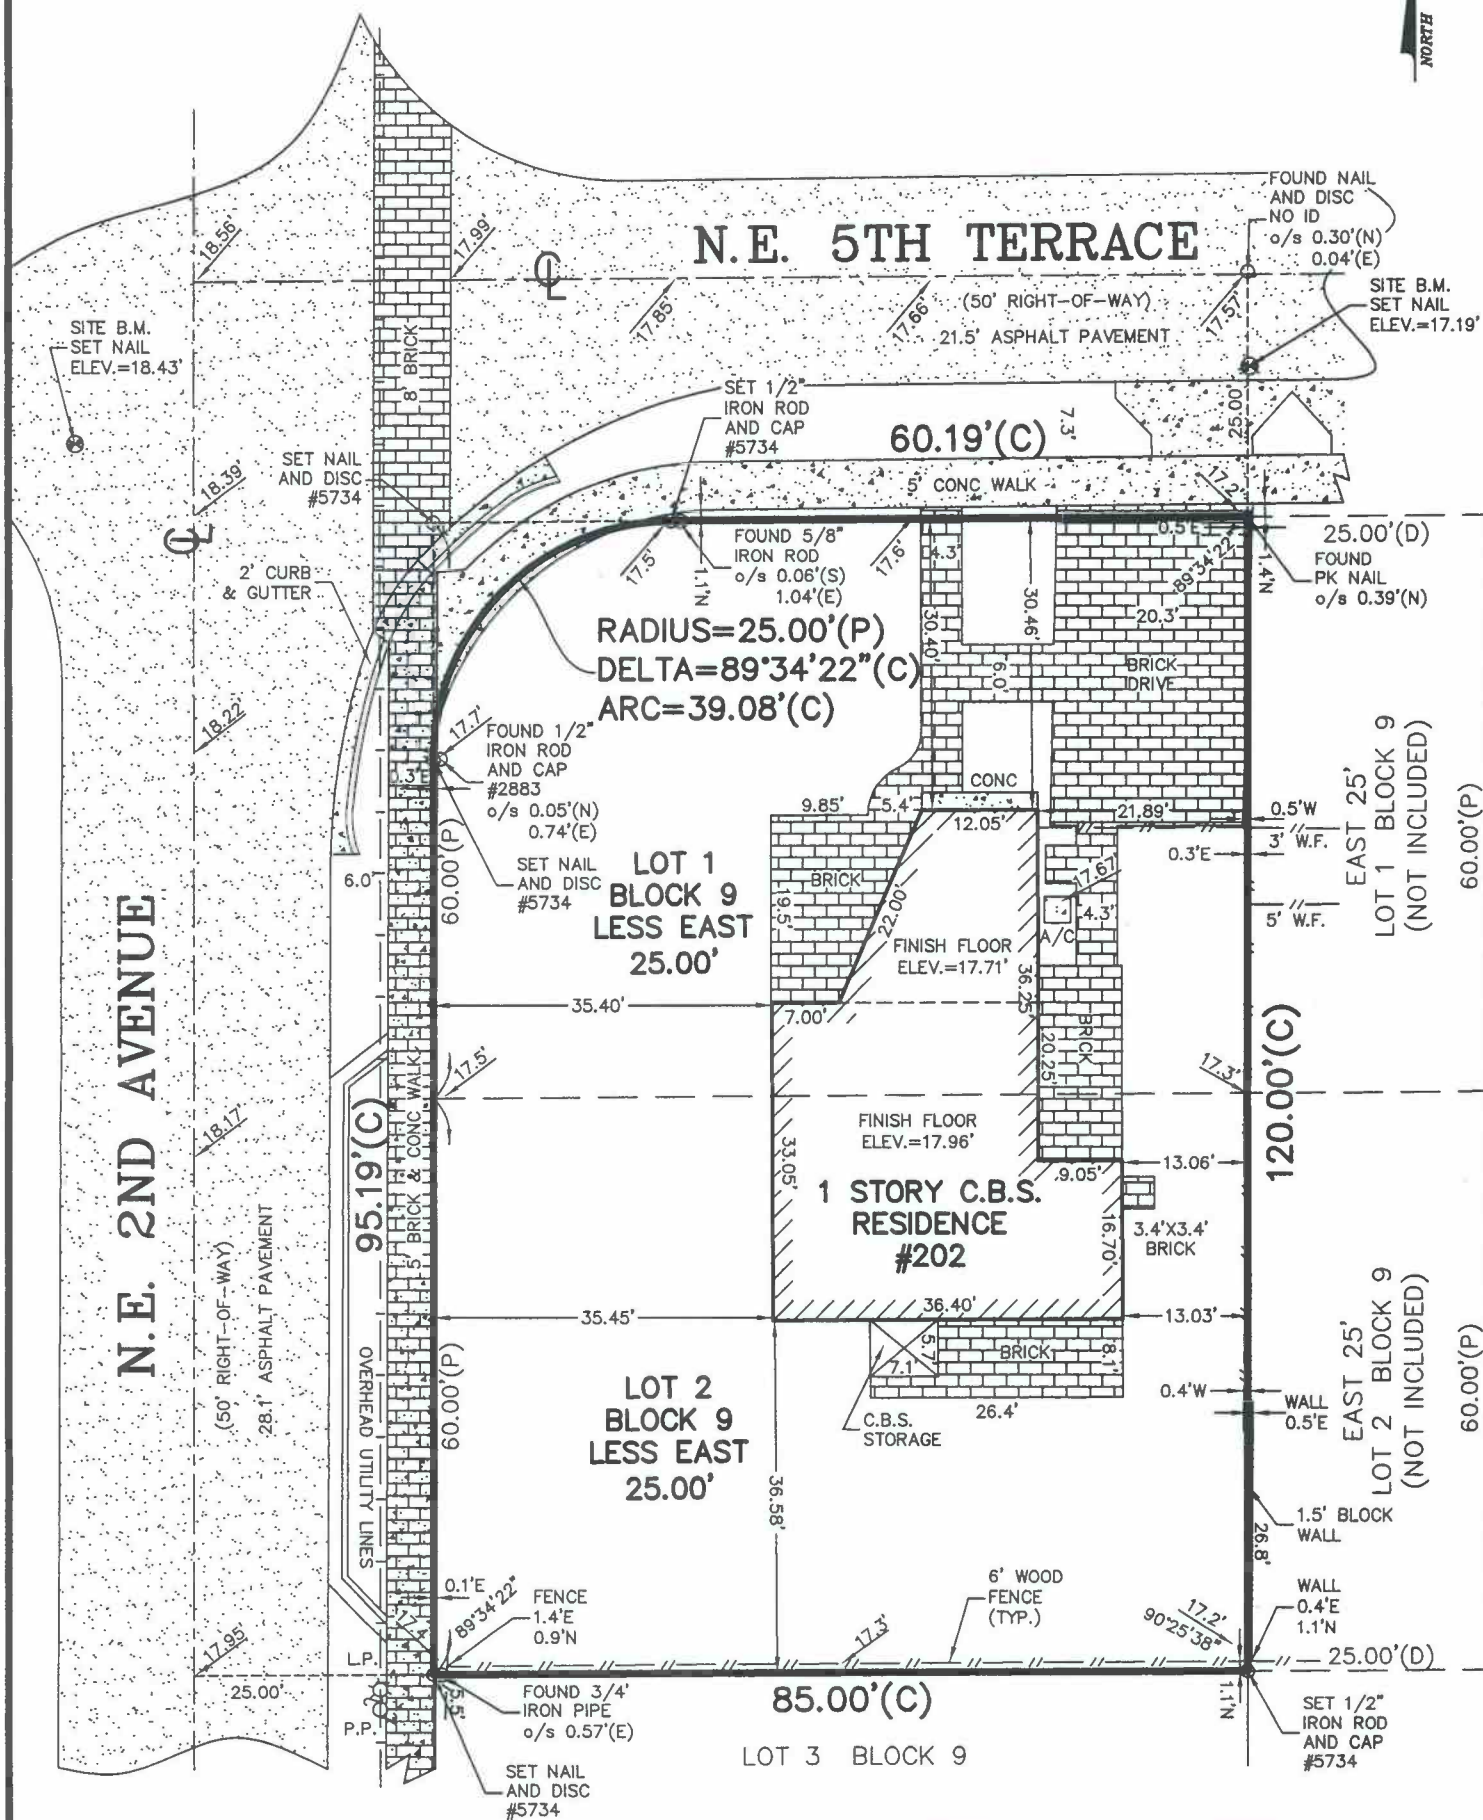 NORTH
FOUND NAIL
AND DISC
NO ID
o/s 0.30'(N)
0.04'(E)
18.56'
17.99'
N.E. 5TH TERRACE
CL
17.85'
17.66'
17.57'
(50' RIGHT-OF-WAY)
21.5' ASPHALT PAVEMENT
SITE B.M.
SET NAIL
ELEV.=17.19'
SITE B.M.
SET NAIL
ELEV.=18.43'
8' BRICK
SET 1/2"
IRON ROD
AND CAP
#5734
60.19'(C)
7.3'
25.00'
SET NAIL
AND DISC
#5734
18.39'
CL
5' CONC WALK
17.2'
0.5'E
25.00'(D)
FOUND
PK NAIL
o/s 0.39'(N)
1.4'N
89°34'22"
2' CURB
& GUTTER
17.5'
1.1'N
FOUND 5/8"
IRON ROD
o/s 0.06'(S)
1.04'(E)
17.6'
4.3'
30.40'
30.46'
20.3'
6.0'
BRICK
DRIVE
RADIUS=25.00'(P)
DELTA=89°34'22"(C)
ARC=39.08'(C)
18.22'
17.7'
FOUND 1/2"
IRON ROD
AND CAP
#2883
o/s 0.05'(N)
0.74'(E)
0.3'E
SET NAIL
AND DISC
#5734
60.00'(P)
6.0'
CONC
9.85'
5.4'
12.05'
21.89'
0.5'W
3' W.F.
0.3'E
5' W.F.
EAST 25'
LOT 1 BLOCK 9
(NOT INCLUDED)
60.00'(P)
LOT 1
BLOCK 9
LESS EAST
25.00'
BRICK
19.5'
22.00'
17.67'
4.3'
A/C
FINISH FLOOR
ELEV.=17.71'
36.25'
35.40'
7.00'
BRICK
20.25'
17.5'
17.3'
120.00'(C)
N.E. 2ND AVENUE
18.17'
(50' RIGHT-OF-WAY)
28.1' ASPHALT PAVEMENT
95.19'(C)
5' BRICK & CONC WALK
OVERHEAD UTILITY LINES
FINISH FLOOR
ELEV.=17.96'
33.05'
9.05'
13.06'
1 STORY C.B.S.
RESIDENCE
#202
16.70'
3.4'X3.4'
BRICK
36.40'
35.45'
13.03'
60.00'(P)
LOT 2
BLOCK 9
LESS EAST
25.00'
5.7'
7.1'
BRICK
8.1'
26.4'
C.B.S.
STORAGE
0.4'W
WALL
0.5'E
EAST 25'
LOT 2 BLOCK 9
(NOT INCLUDED)
60.00'(P)
36.58'
1.5' BLOCK
WALL
26.8'
6' WOOD
FENCE
(TYP.)
0.1'E
89°34'22"
FENCE
1.4'E
0.9'N
17.3'
17.2'
90°25'38"
WALL
0.4'E
1.1'N
25.00'(D)
17.95'
17.4'
L.P.
25.00'
P.P.
5.5'
FOUND 3/4'
IRON PIPE
o/s 0.57'(E)
85.00'(C)
1.1'N
SET 1/2"
IRON ROD
AND CAP
#5734
LOT 3 BLOCK 9
SET NAIL
AND DISC
#5734